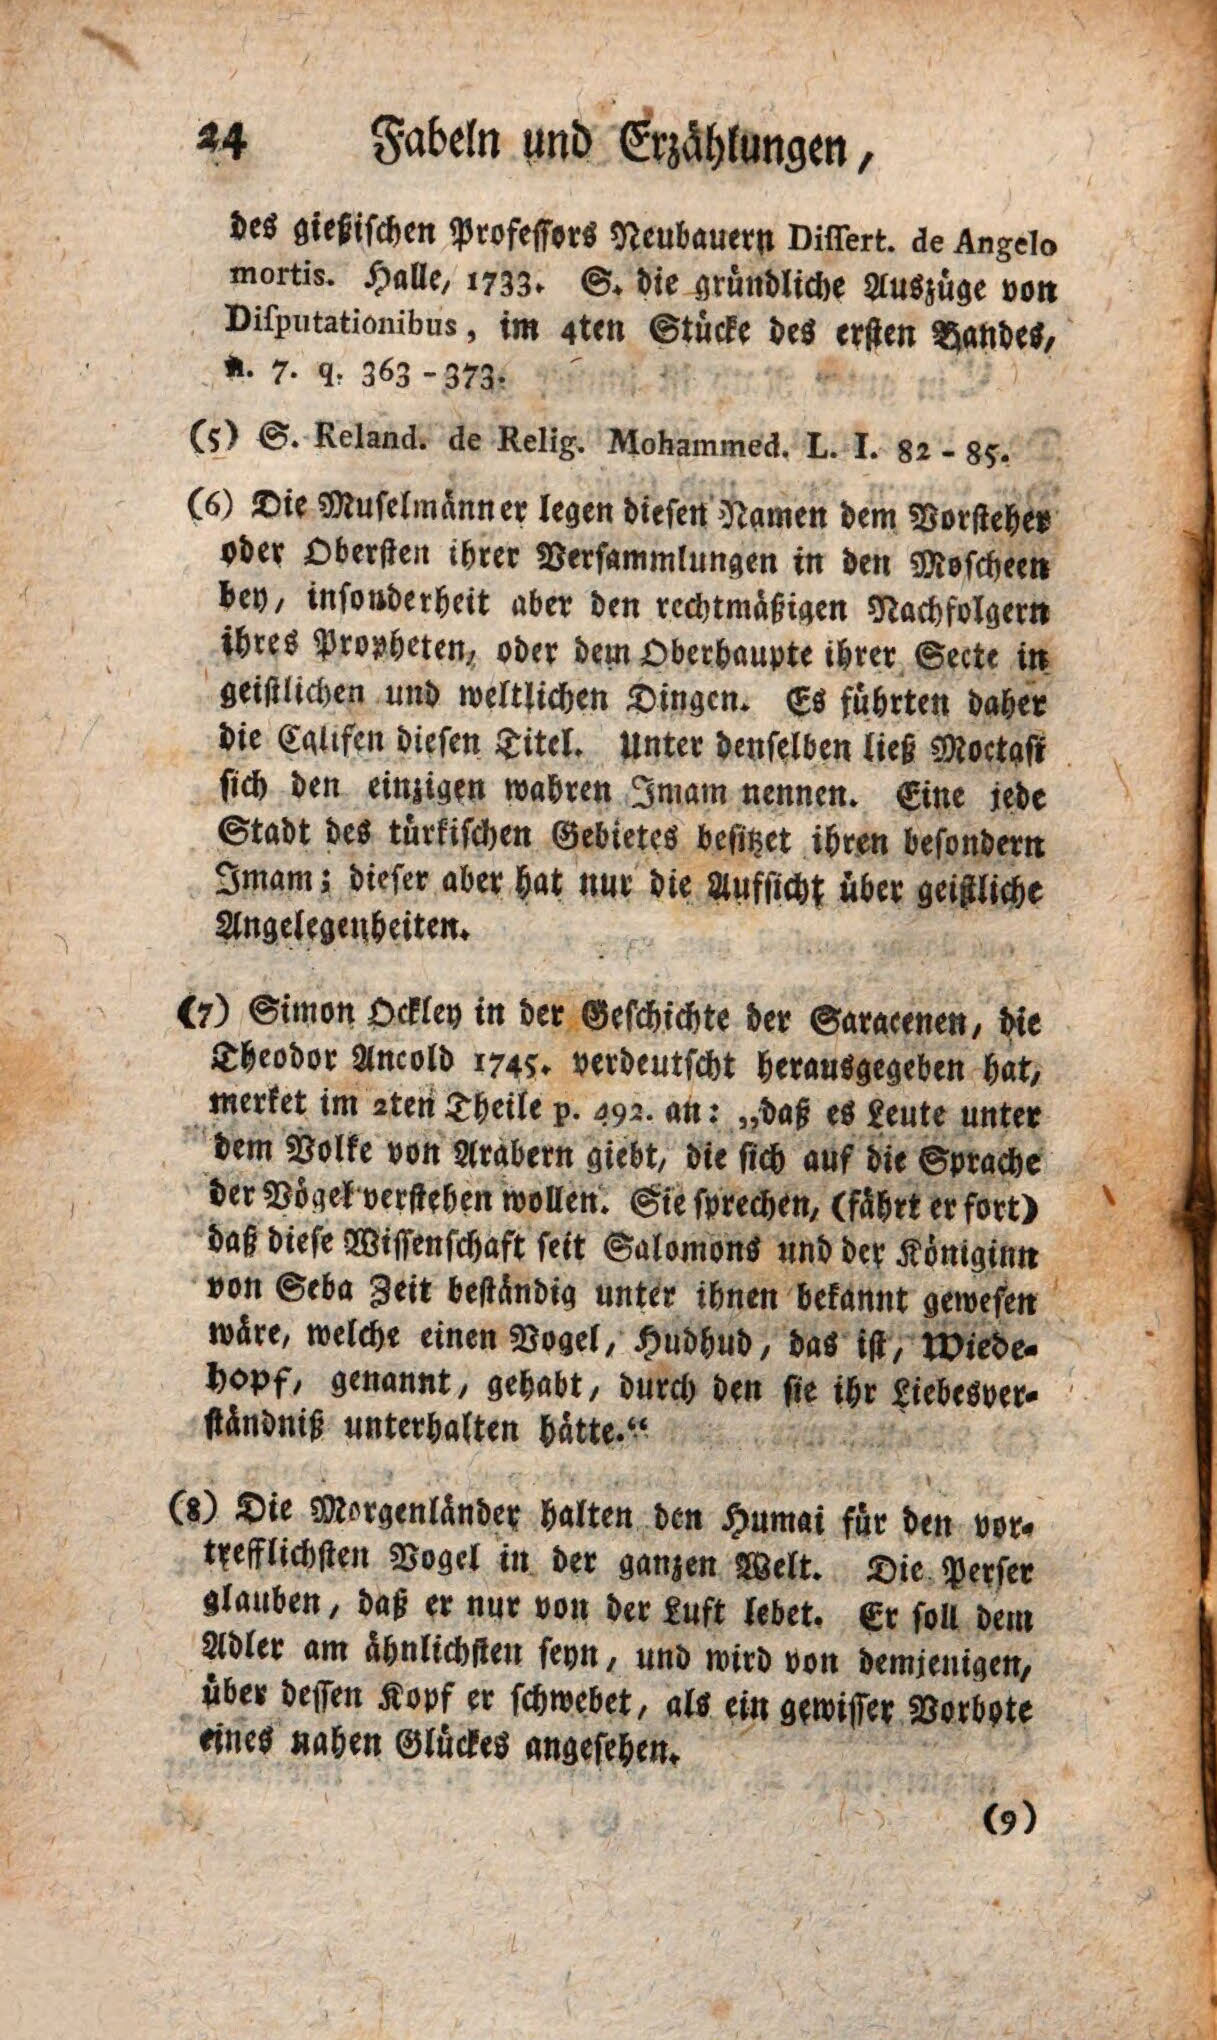 24 Fabeln und Erzählungen,
des gießischen Professors Neubauern Dissert. de Angelo
mortis. Halle, 1733. S. die gründliche Auszüge von
Disputationibus, im 4ten Stücke des ersten Bandes,
n. 7. q. 363-373.
(5) S. Reland. de Relig. Mohammed. L. I. 82-85.
(6) Die Muselmänner legen diesen Namen dem Vorsteher
oder Obersten ihrer Versammlungen in den Moscheen
bey, insonderheit aber den rechtmäßigen Nachfolgern
ihres Propheten, oder dem Oberhaupte ihrer Secte in
geistlichen und weltlichen Dingen. Es führten daher
die Califen diesen Titel. Unter denselben ließ Moctasi
sich den einzigen wahren Imam nennen. Eine jede
Stadt des türkischen Gebietes besitzet ihren besondern
Imam; dieser aber hat nur die Aufsicht über geistliche
Angelegenheiten.
(7) Simon Ockley in der Geschichte der Saracenen, die
Theodor Ancold 1745. verdeutscht herausgegeben hat,
merket im 2ten Theile p. 492. an: „daß es Leute unter
dem Volke von Arabern giebt, die sich auf die Sprache
der Vögel verstehen wollen. Sie sprechen, (fährt er fort)
daß diese Wissenschaft seit Salomons und der Königinn
von Seba Zeit beständig unter ihnen bekannt gewesen
wäre, welche einen Vogel, Hudhud, das ist, Wiede-
hopf, genannt, gehabt, durch den sie ihr Liebesver-
ständniß unterhalten hätte.“
(8) Die Morgenländer halten den Humai für den vor-
trefflichsten Vogel in der ganzen Welt. Die Perser
glauben, daß er nur von der Luft lebet. Er soll dem
Adler am ähnlichsten seyn, und wird von demjenigen,
über dessen Kopf er schwebet, als ein gewisser Vorbote
eines nahen Glückes angesehen.
(9)